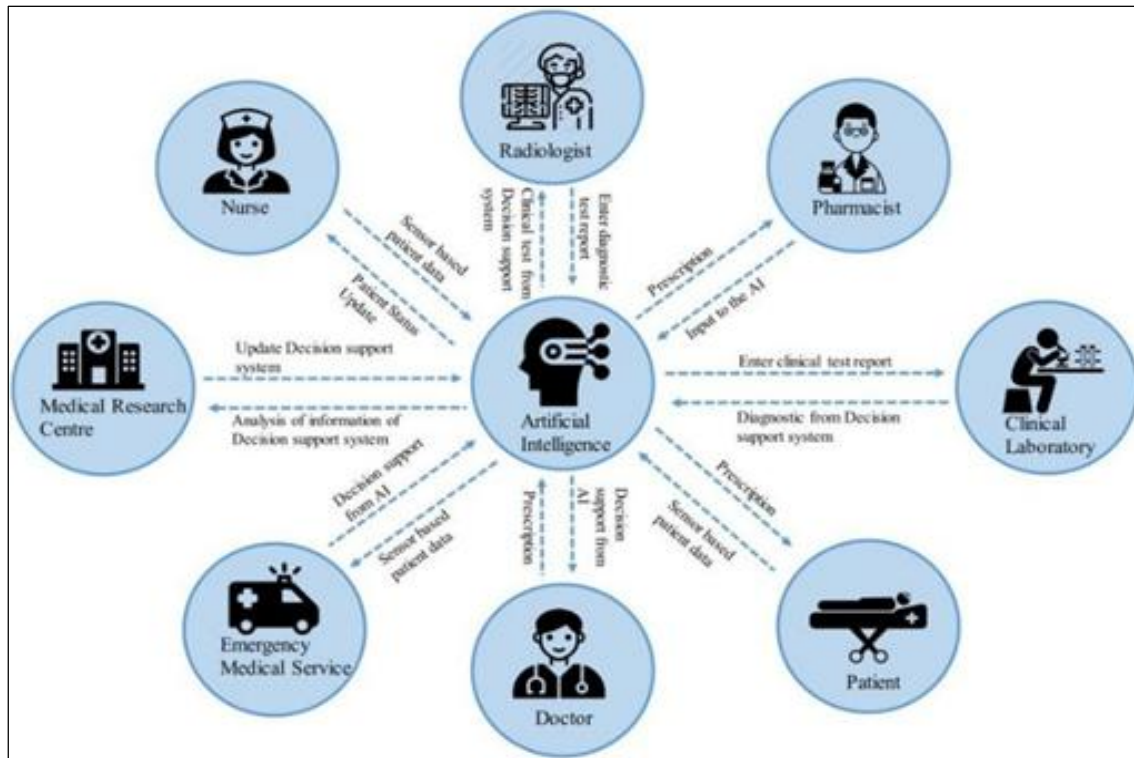 Radiologist
Nurse
Pharmacist
Sensor based
patient data
Patient Status
Update
Clinical test from
Decision support
system
Enter diagnostic
test report
Prescription
Input to the AI
Medical Research
Centre
Update Decision support
system
Analysis of information of
Decision support system
Artificial
Intelligence
Enter clinical test report
Diagnostic from Decision
support system
Clinical
Laboratory
Decision support
from AI
Sensor based
patient data
Prescription
Decision
support from
AI
Prescription
Sensor based
patient data
Emergency
Medical Service
Doctor
Patient